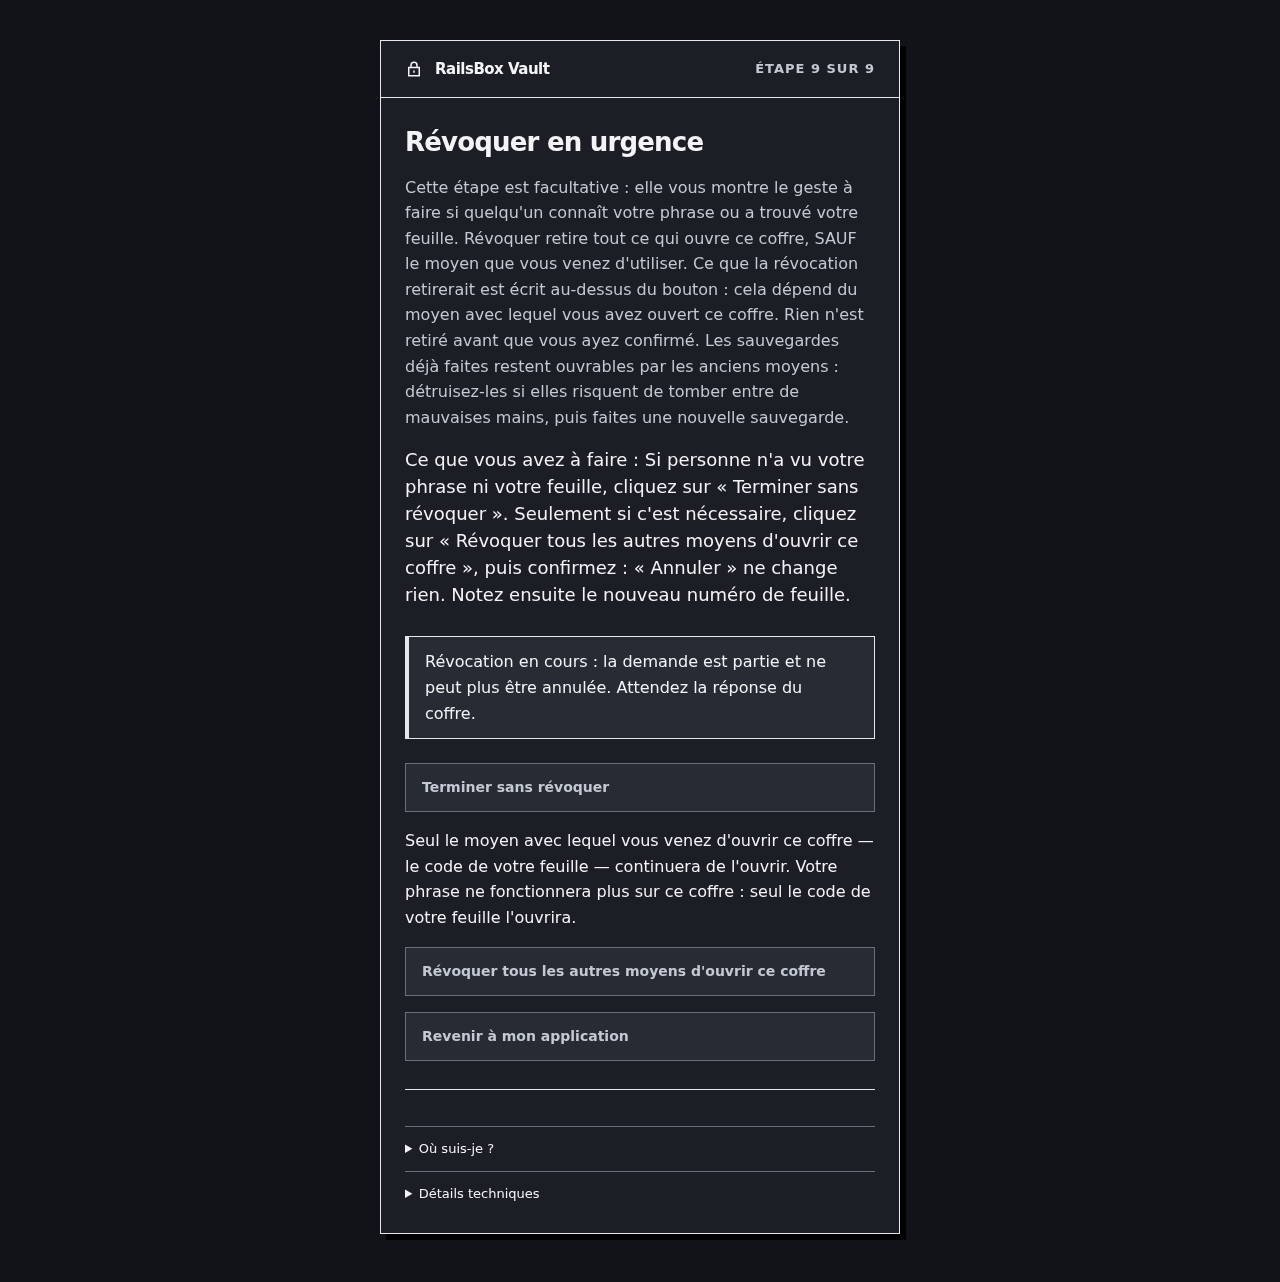 RailsBox Vault
ÉTAPE 9 SUR 9
Révoquer en urgence
Cette étape est facultative : elle vous montre le geste à
faire si quelqu'un connaît votre phrase ou a trouvé votre
feuille. Révoquer retire tout ce qui ouvre ce coffre, SAUF
le moyen que vous venez d'utiliser. Ce que la révocation
retirerait est écrit au-dessus du bouton : cela dépend du
moyen avec lequel vous avez ouvert ce coffre. Rien n'est
retiré avant que vous ayez confirmé. Les sauvegardes
déjà faites restent ouvrables par les anciens moyens :
détruisez-les si elles risquent de tomber entre de
mauvaises mains, puis faites une nouvelle sauvegarde.
Ce que vous avez à faire : Si personne n'a vu votre
phrase ni votre feuille, cliquez sur « Terminer sans
révoquer ». Seulement si c'est nécessaire, cliquez
sur « Révoquer tous les autres moyens d'ouvrir ce
coffre », puis confirmez : « Annuler » ne change
rien. Notez ensuite le nouveau numéro de feuille.
Révocation en cours : la demande est partie et ne
peut plus être annulée. Attendez la réponse du
coffre.
Terminer sans révoquer
Seul le moyen avec lequel vous venez d'ouvrir ce coffre —
le code de votre feuille — continuera de l'ouvrir. Votre
phrase ne fonctionnera plus sur ce coffre : seul le code de
votre feuille l'ouvrira.
Révoquer tous les autres moyens d'ouvrir ce coffre
Revenir à mon application
Où suis-je ?
Détails techniques